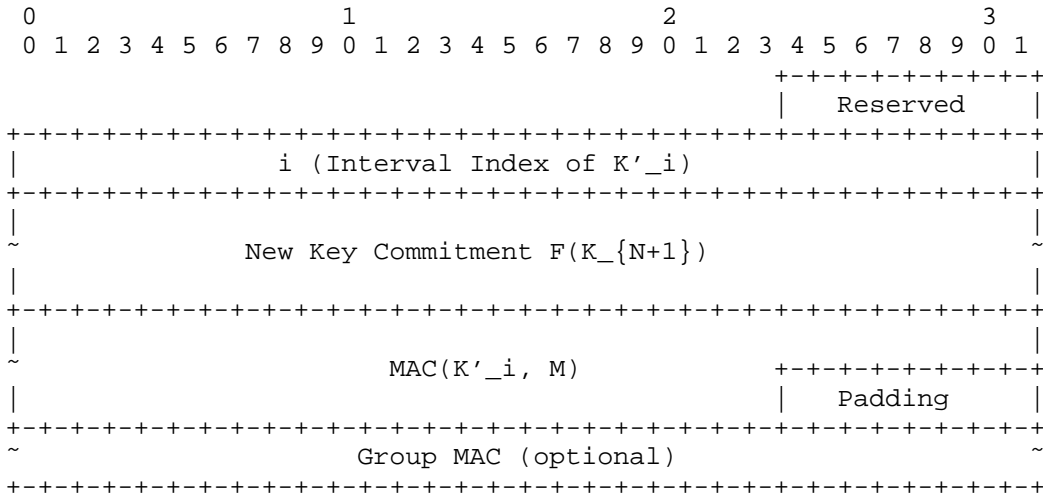 0                   1                   2                   3
0 1 2 3 4 5 6 7 8 9 0 1 2 3 4 5 6 7 8 9 0 1 2 3 4 5 6 7 8 9 0 1
+-+-+-+-+-+-+-+-+
|   Reserved    |
+-+-+-+-+-+-+-+-+-+-+-+-+-+-+-+-+-+-+-+-+-+-+-+-+-+-+-+-+-+-+-+-+
|                i (Interval Index of K'_i)                     |
+-+-+-+-+-+-+-+-+-+-+-+-+-+-+-+-+-+-+-+-+-+-+-+-+-+-+-+-+-+-+-+-+
|                                                               |
~              New Key Commitment F(K_{N+1})                    ~
|                                                               |
+-+-+-+-+-+-+-+-+-+-+-+-+-+-+-+-+-+-+-+-+-+-+-+-+-+-+-+-+-+-+-+-+
|                                                               |
~                       MAC(K'_i, M)            +-+-+-+-+-+-+-+-+
|                                               |   Padding     |
+-+-+-+-+-+-+-+-+-+-+-+-+-+-+-+-+-+-+-+-+-+-+-+-+-+-+-+-+-+-+-+-+
~                     Group MAC (optional)                      ~
+-+-+-+-+-+-+-+-+-+-+-+-+-+-+-+-+-+-+-+-+-+-+-+-+-+-+-+-+-+-+-+-+